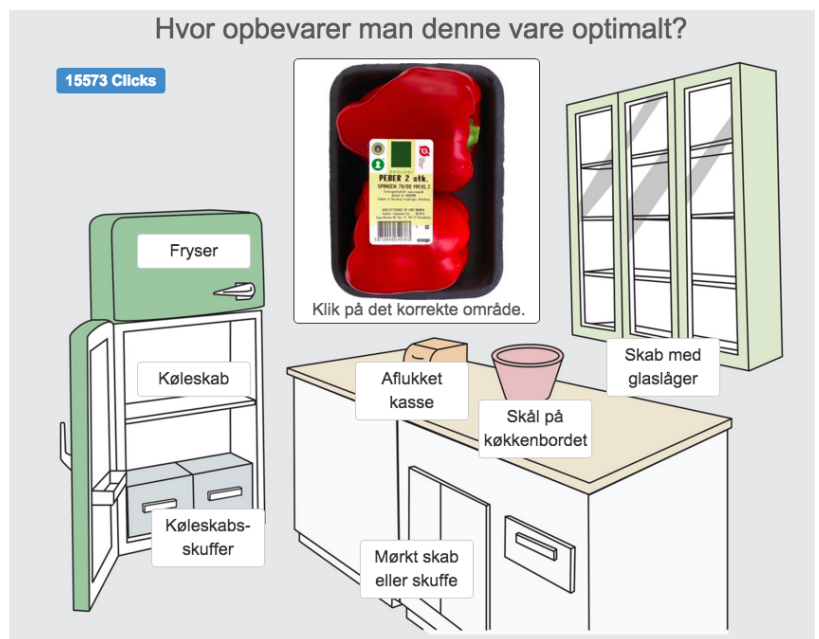 Hvor opbevarer man denne vare optimalt?
15573 Clicks
PEBER 2 stk.
coop
Klik på det korrekte område.
Fryser
Køleskab
Køleskabs-
skuffer
Aflukket
kasse
Skål på
køkkenbordet
Skab med
glaslåger
Mørkt skab
eller skuffe